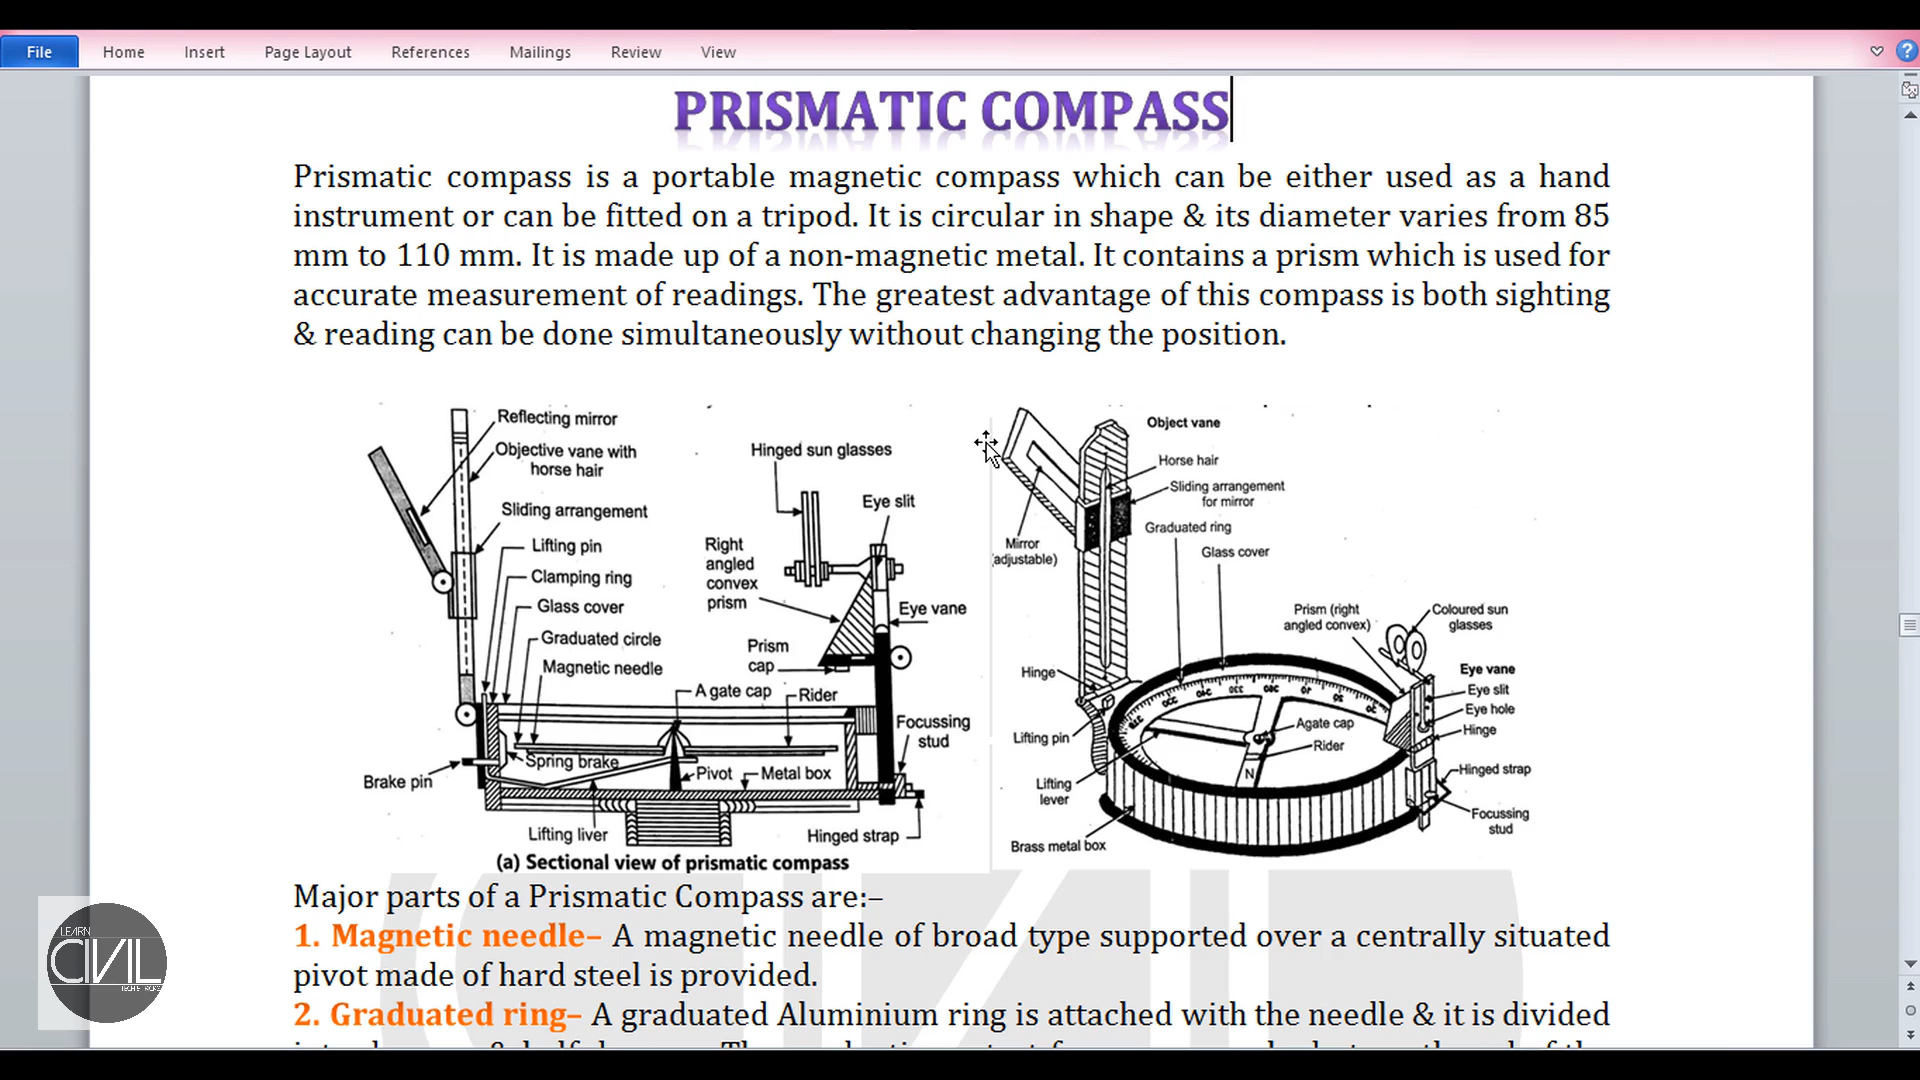 File Home Insert Page Layout References Mailings Review View
PRISMATIC COMPASS
Prismatic compass is a portable magnetic compass which can be either used as a hand
instrument or can be fitted on a tripod. It is circular in shape & its diameter varies from 85
mm to 110 mm. It is made up of a non-magnetic metal. It contains a prism which is used for
accurate measurement of readings. The greatest advantage of this compass is both sighting
& reading can be done simultaneously without changing the position.
Reflecting mirror
Objective vane with
horse hair
Sliding arrangement
Lifting pin
Clamping ring
Glass cover
Graduated circle
Magnetic needle
Hinged sun glasses
Eye slit
Right
angled
convex
prism
Eye vane
Prism
cap
A gate cap
Rider
Focussing
stud
Spring brake
Brake pin
Pivot
Metal box
Lifting liver
Hinged strap
(a) Sectional view of prismatic compass
Object vane
Horse hair
Sliding arrangement
for mirror
Graduated ring
Glass cover
Mirror
(adjustable)
Prism (right
angled convex)
Coloured sun
glasses
Hinge
Eye vane
Eye slit
Eye hole
Hinge
Agate cap
Rider
Lifting pin
N
Hinged strap
Lifting
lever
Focussing
stud
Brass metal box
Major parts of a Prismatic Compass are:–
1. Magnetic needle– A magnetic needle of broad type supported over a centrally situated
pivot made of hard steel is provided.
2. Graduated ring– A graduated Aluminium ring is attached with the needle & it is divided
LEARN
CIVIL